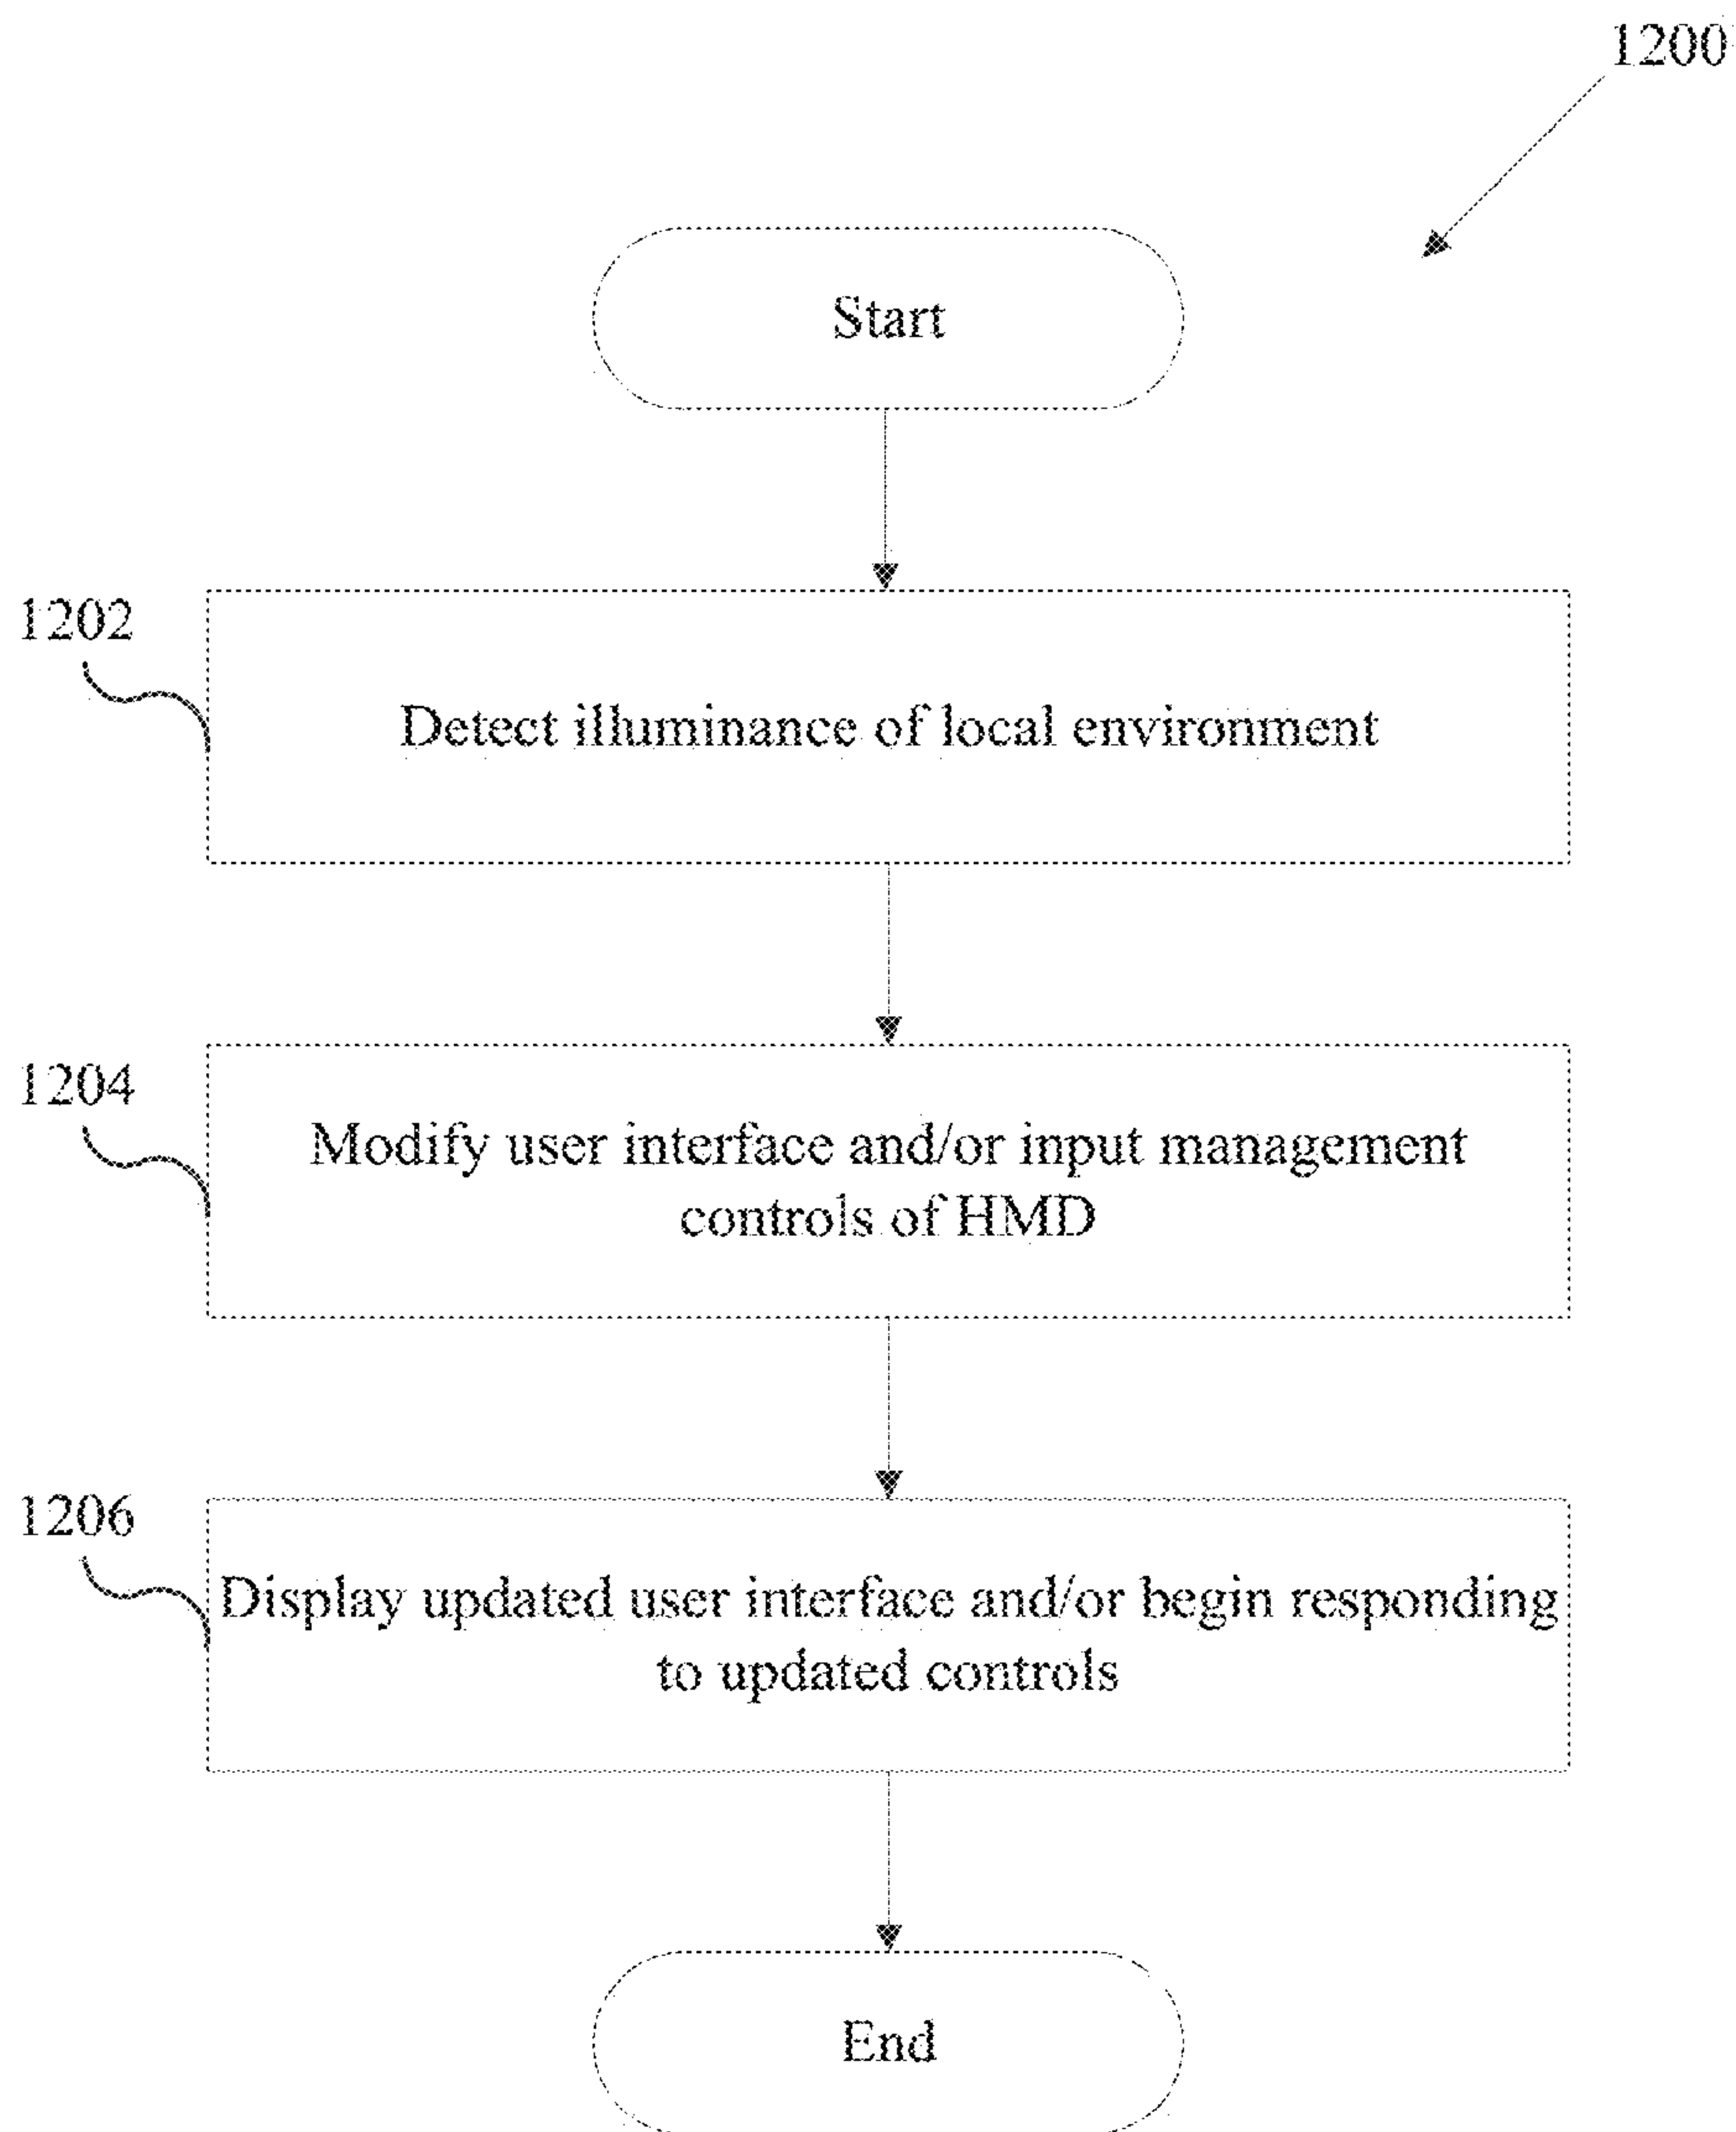 1200
Start
1202
Detect illuminance of local environment
1204
Modify user interface and/or input management
controls of HMD
1206
Display updated user interface and/or begin responding
to updated controls
End